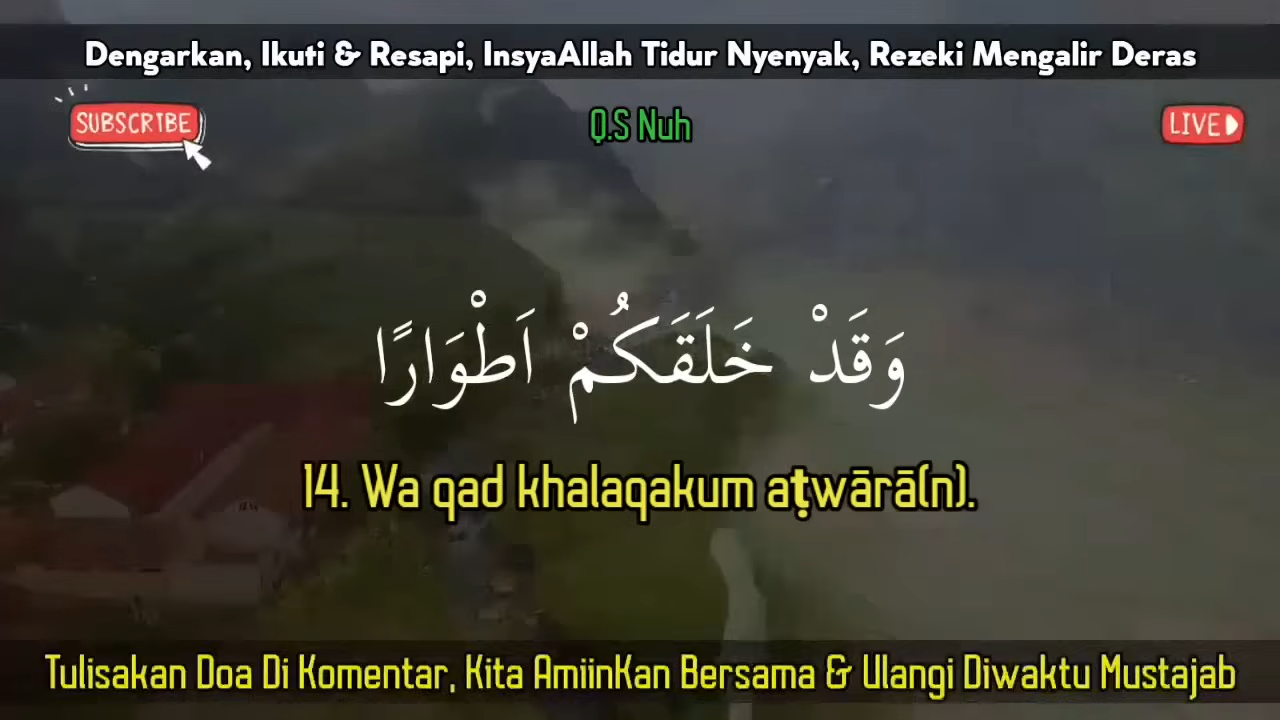 Dengarkan, Ikuti & Resapi, InsyaAllah Tidur Nyenyak, Rezeki Mengalir Deras
SUBSCRIBE
Q.S Nuh
LIVE
وَقَدْ خَلَقَكُمْ اَطْوَارًا
14. Wa qad khalaqakum aṭwārā(n).
Tulisakan Doa Di Komentar, Kita AmiinKan Bersama & Ulangi Diwaktu Mustajab